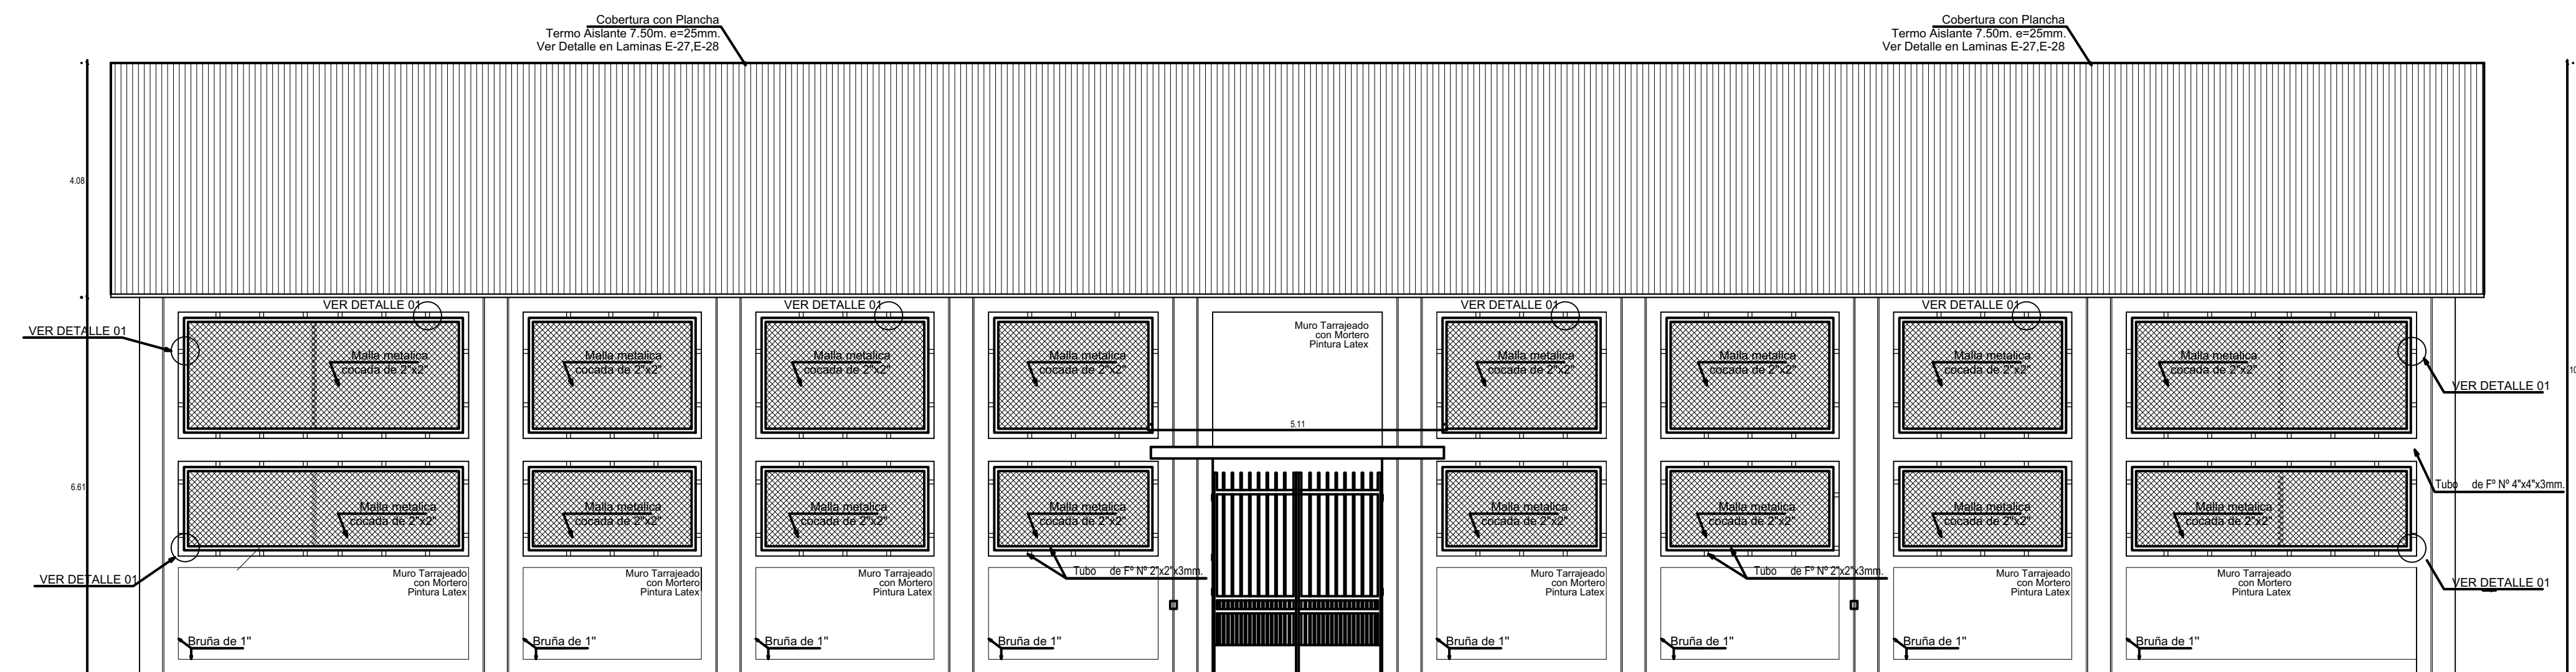 Cobertura con Plancha
Termo Aislante 7.50m. e=25mm.
Ver Detalle en Laminas E-27,E-28
Cobertura con Plancha
Termo Aislante 7.50m. e=25mm.
Ver Detalle en Laminas E-27,E-28
4.08
VER DETALLE 01
VER DETALLE 01
VER DETALLE 01
VER DETALLE 01
VER DETALLE 01
Muro Tarrajeado
con Mortero
Pintura Latex
Malla metalica
cocada de 2"x2"
Malla metalica
cocada de 2"x2"
Malla metalica
cocada de 2"x2"
Malla metalica
cocada de 2"x2"
Malla metalica
cocada de 2"x2"
Malla metalica
cocada de 2"x2"
Malla metalica
cocada de 2"x2"
Malla metalica
cocada de 2"x2"
10
VER DETALLE 01
5.11
6.61
Tubo de Fº Nº 4"x4"x3mm.
Malla metalica
cocada de 2"x2"
Malla metalica
cocada de 2"x2"
Malla metalica
cocada de 2"x2"
Malla metalica
cocada de 2"x2"
Malla metalica
cocada de 2"x2"
Malla metalica
cocada de 2"x2"
Malla metalica
cocada de 2"x2"
Malla metalica
cocada de 2"x2"
VER DETALLE 01
Muro Tarrajeado
con Mortero
Pintura Latex
Muro Tarrajeado
con Mortero
Pintura Latex
Muro Tarrajeado
con Mortero
Pintura Latex
Tubo de Fº Nº 2"x2"x3mm.
Muro Tarrajeado
con Mortero
Pintura Latex
Tubo de Fº Nº 2"x2"x3mm.
Muro Tarrajeado
con Mortero
Pintura Latex
Muro Tarrajeado
con Mortero
Pintura Latex
VER DETALLE 01
Bruña de 1"
Bruña de 1"
Bruña de 1"
Bruña de 1"
Bruña de 1"
Bruña de 1"
Bruña de 1"
Bruña de 1"